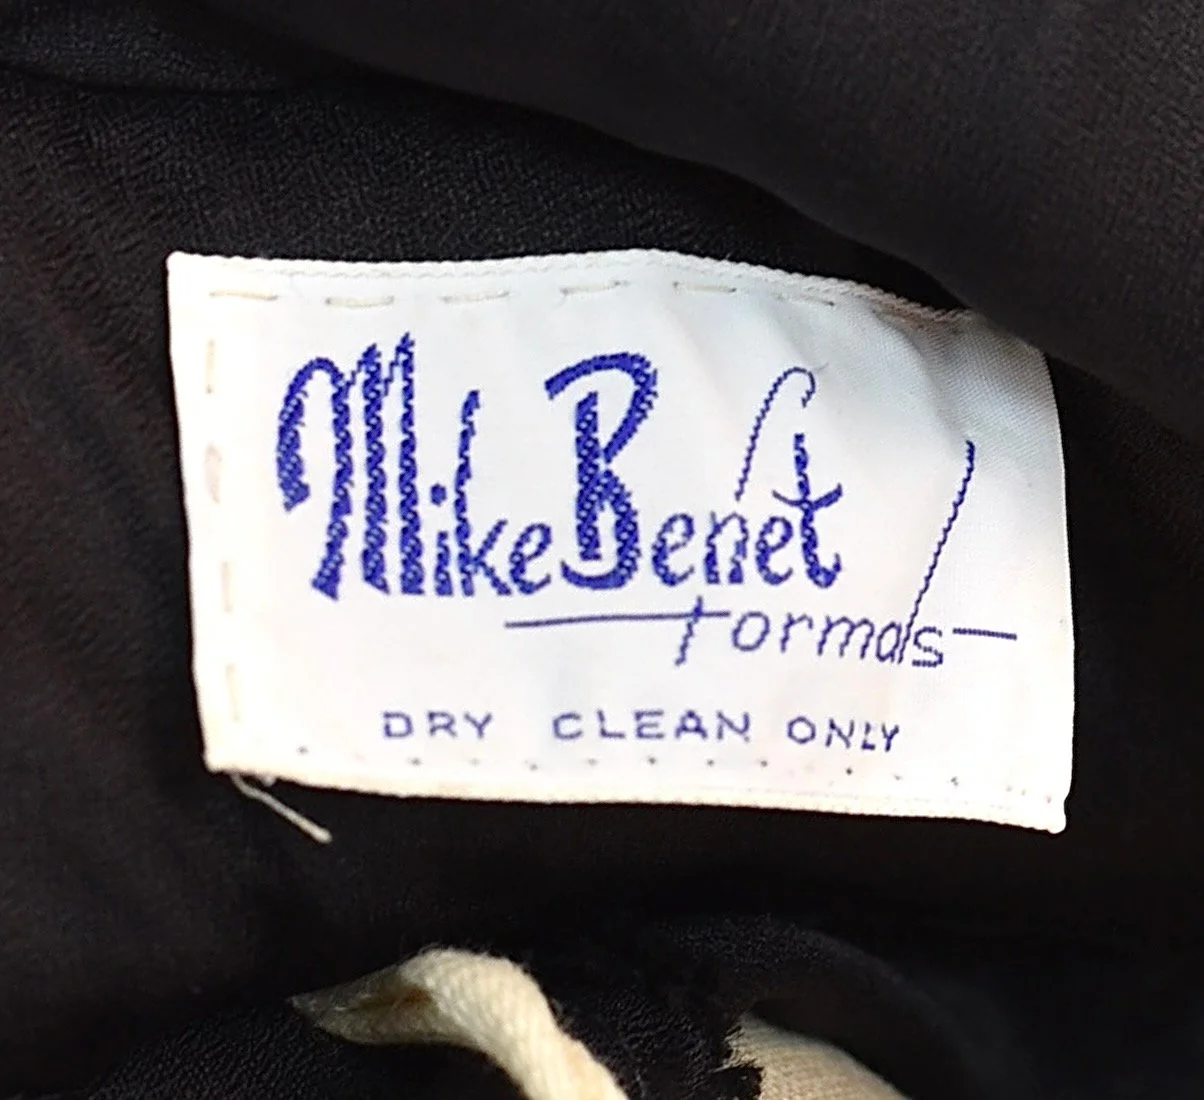 Mike Benet
formals
DRY CLEAN ONLY